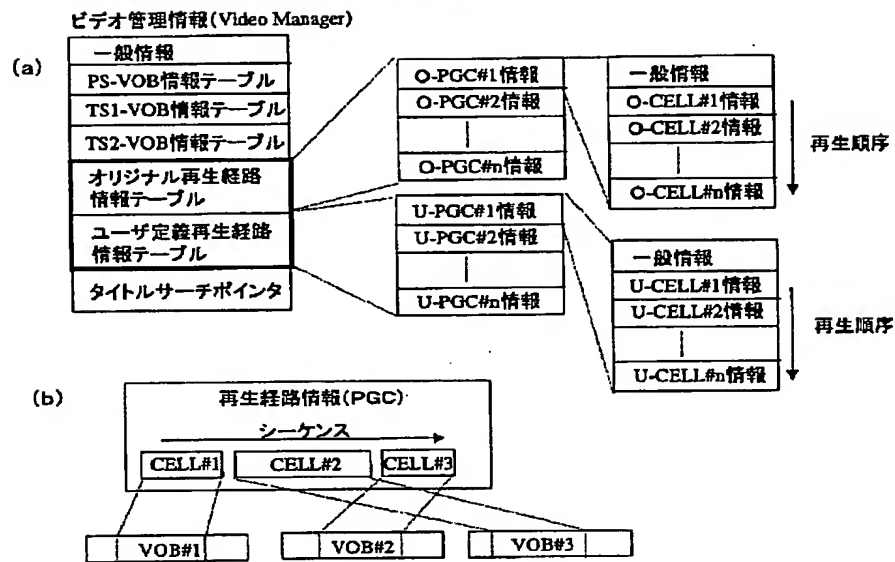 ビデオ管理情報(Video Manager)
(a)
一般情報
PS-VOB情報テーブル
TS1-VOB情報テーブル
TS2-VOB情報テーブル
オリジナル再生経路
情報テーブル
ユーザ定義再生経路
情報テーブル
タイトルサーチポインタ
O-PGC#1情報
O-PGC#2情報
O-PGC#n情報
U-PGC#1情報
U-PGC#2情報
U-PGC#n情報
一般情報
O-CELL#1情報
O-CELL#2情報
O-CELL#n情報
再生順序
一般情報
U-CELL#1情報
U-CELL#2情報
U-CELL#n情報
再生順序
(b)
再生経路情報(PGC)
シーケンス
CELL#1
CELL#2
CELL#3
VOB#1
VOB#2
VOB#3